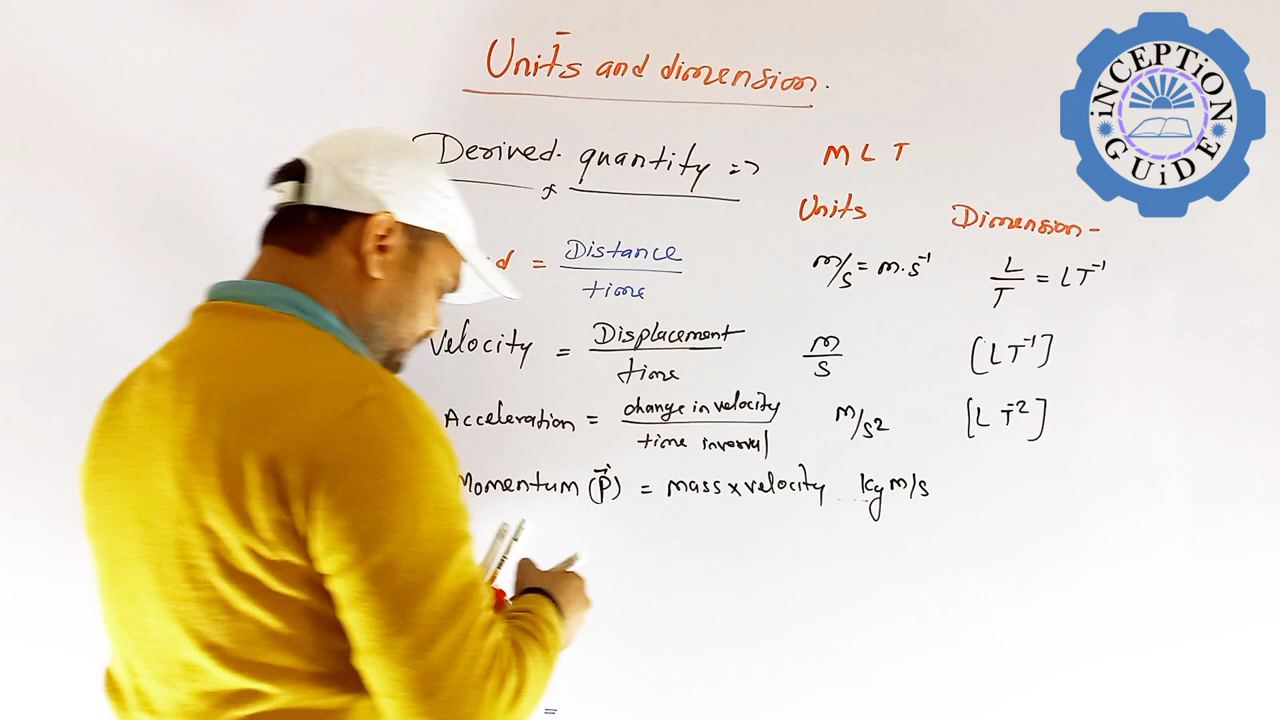 Units and dimension.
Derived quantity => M L T
Units Dimension-
= Distance / time m/s = m.s⁻¹ L/T = LT⁻¹
Velocity = Displacement / time m/s [LT⁻¹]
Acceleration = change in velocity / time inverval m/s² [LT⁻²]
Momentum (P⃗) = mass x velocity kg m/s
iNCEPTiON
GUiDE